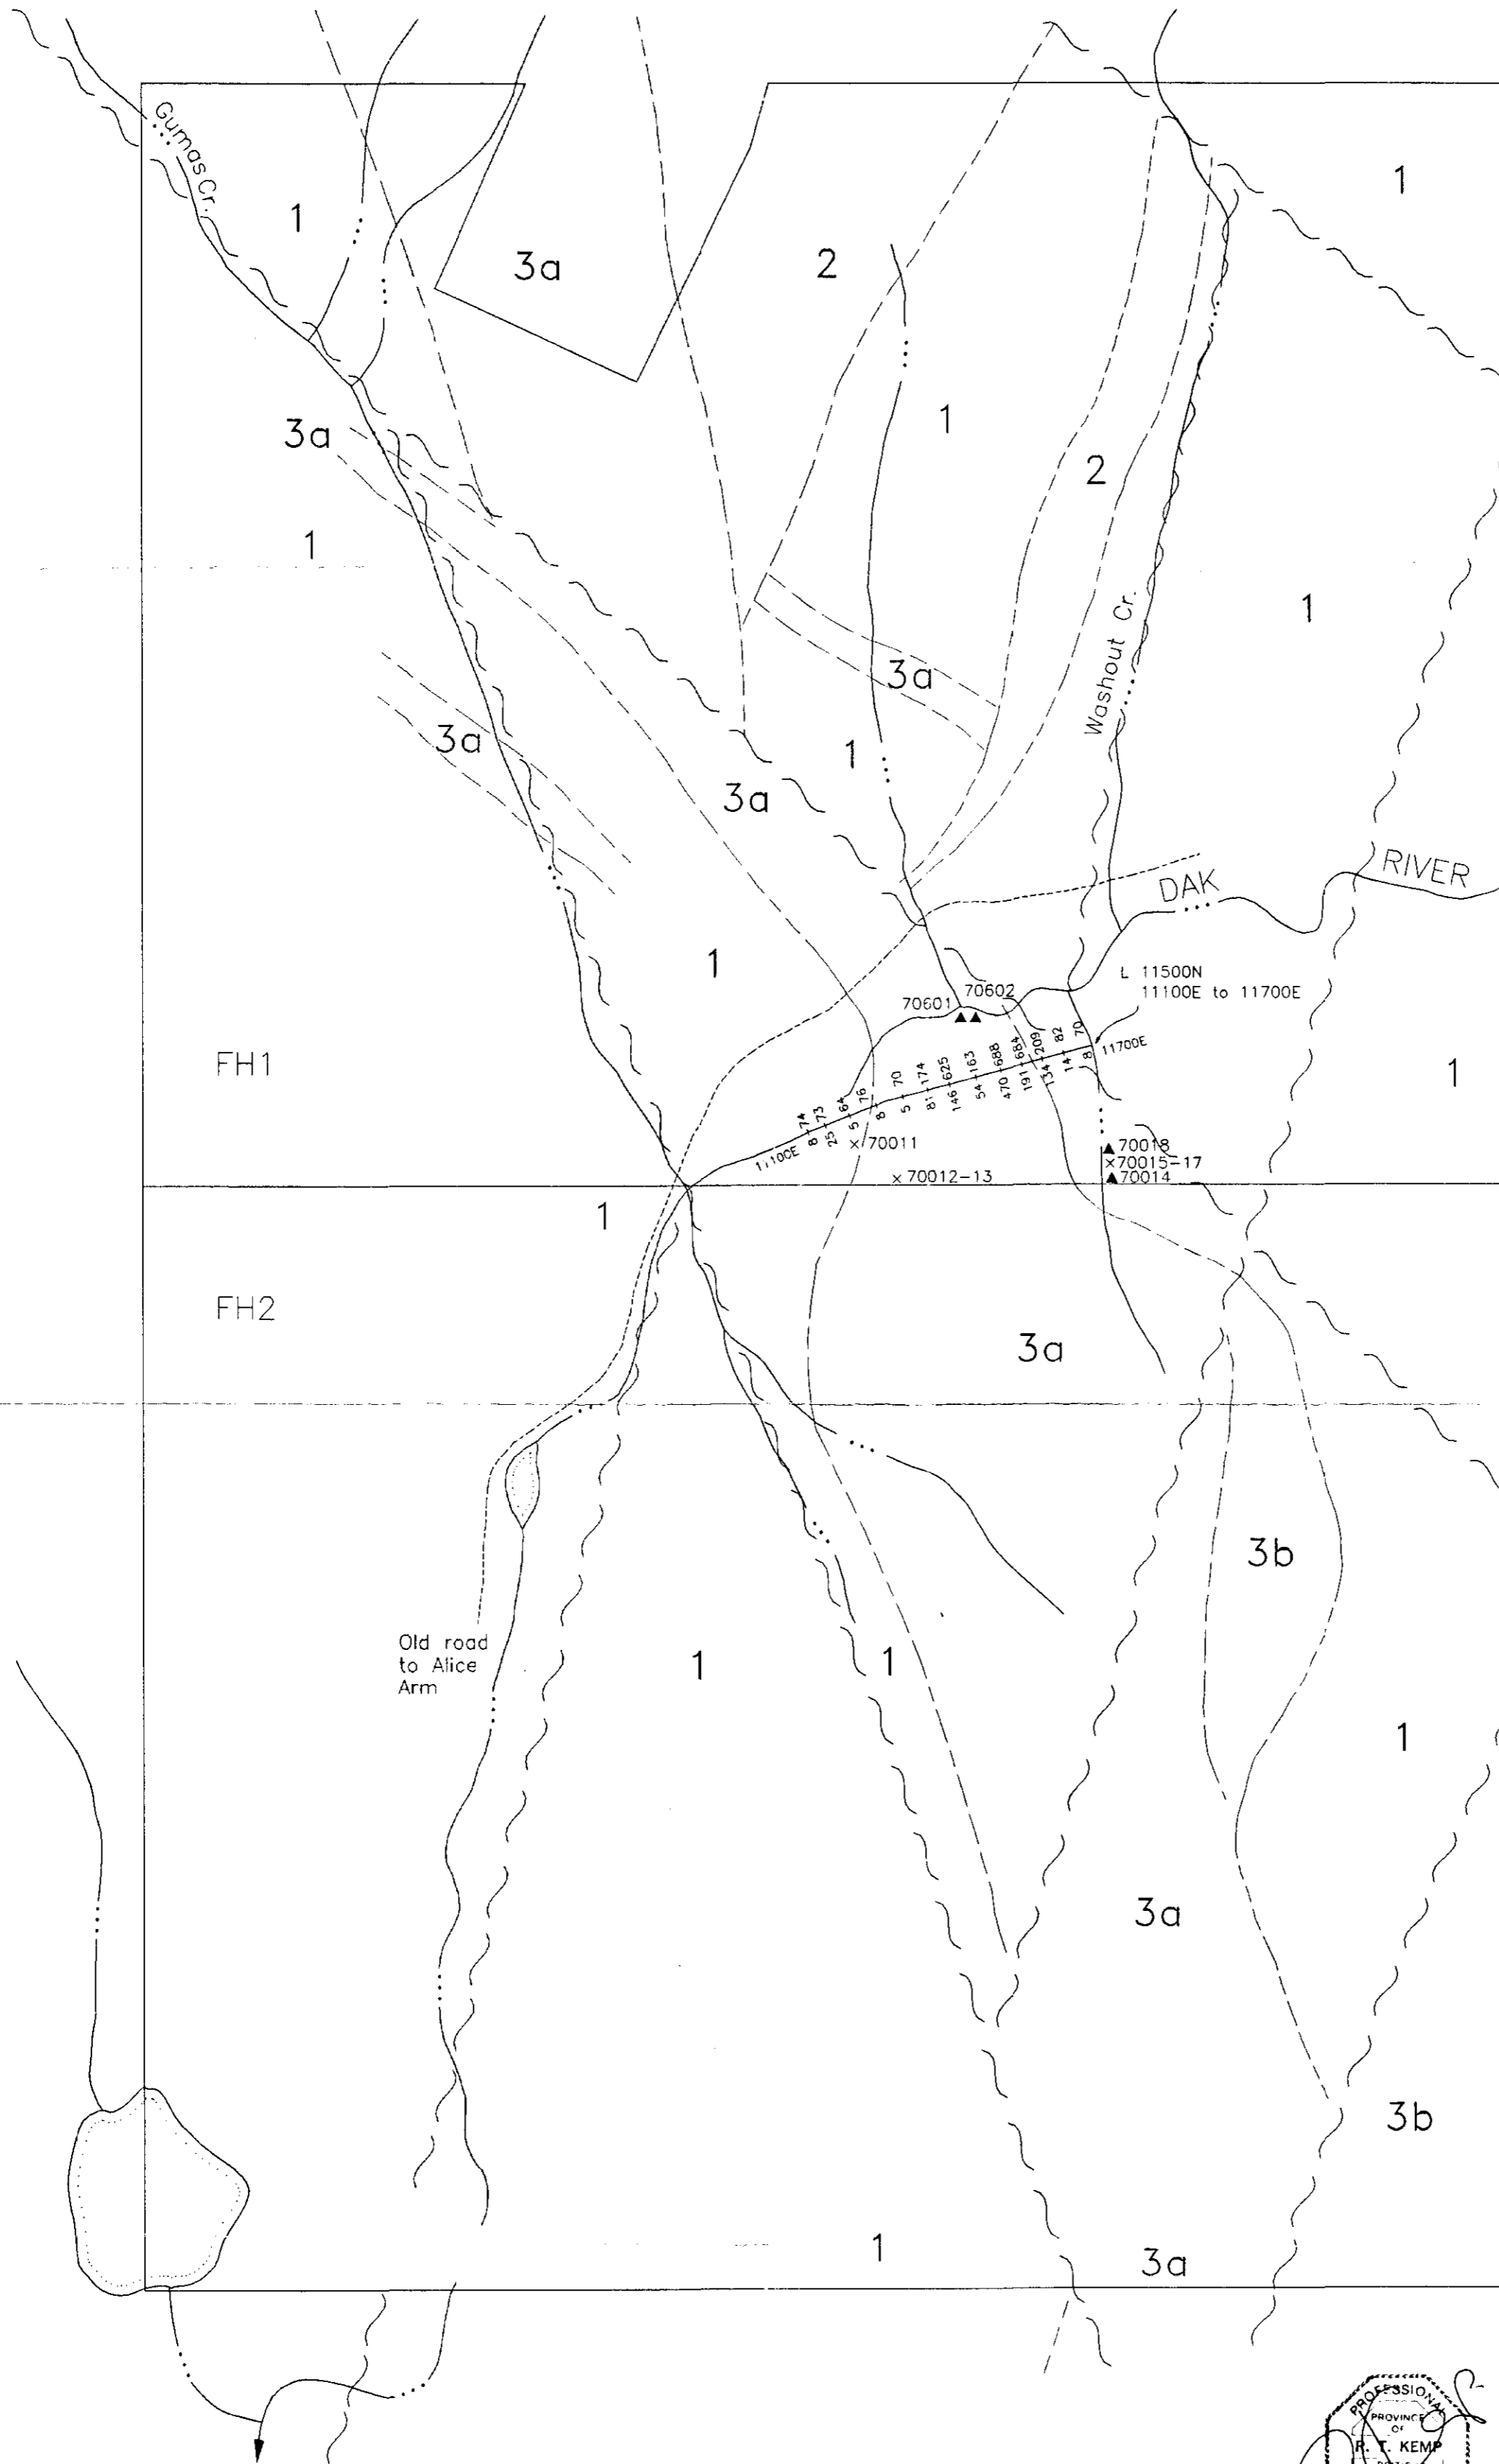 Gumas Cr.
1
1
3a
2
1
3a
2
1
1
Washout Cr.
3a
3a
1
3a
DAK RIVER
1
L 11500N
11100E to 11700E
70602
70601
11700E
FH1
8-74
25-73
5-64
8-76
5-70
81-174
146-625
54-163
470-688
191-684
134-209
14-82
8-70
1
11100E
70011
70012-13
70018
70015-17
70014
1
FH2
3a
3b
Old road
to Alice
Arm
1
1
1
3a
3b
1
3a
PROFESSIONAL
PROVINCE
OF
R. T. KEMP